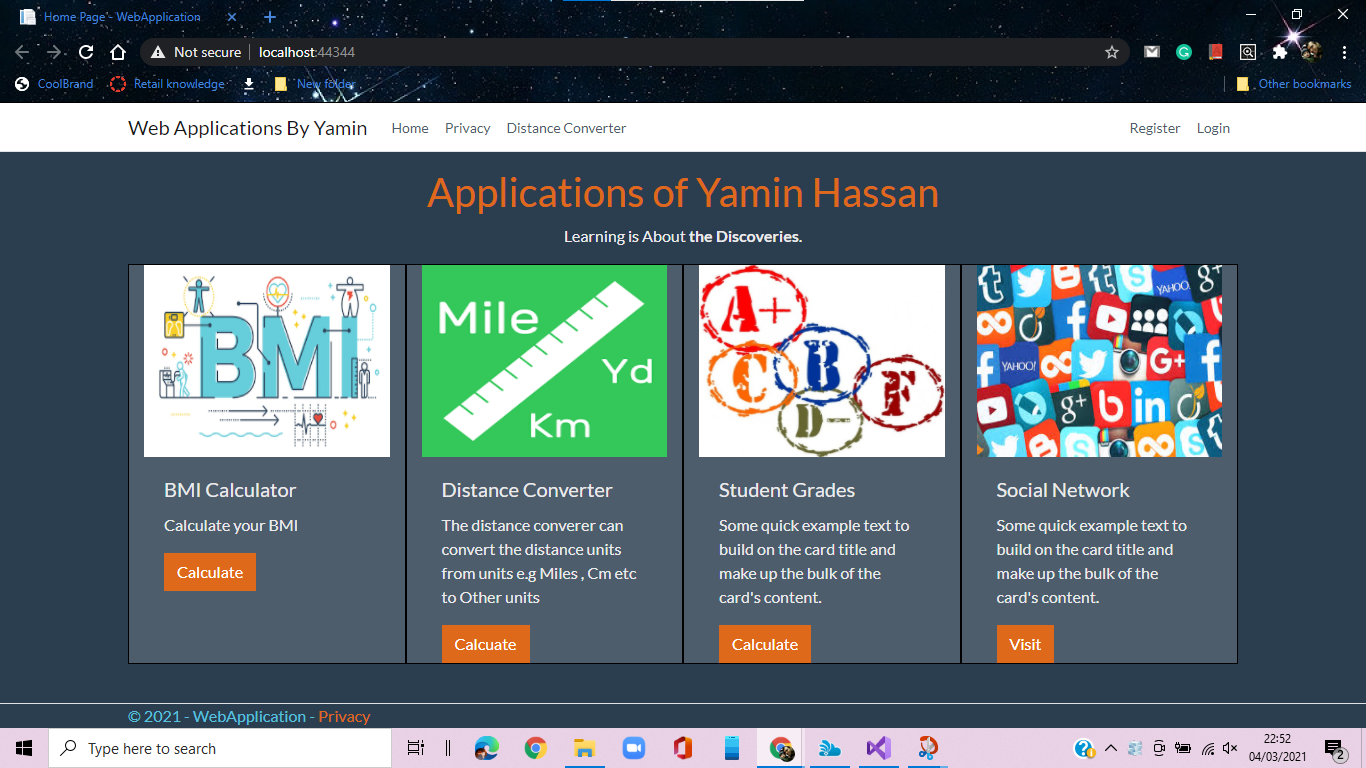 Home Page - WebApplication
Not secure localhost:44344
CoolBrand Retail knowledge New folder Other bookmarks
Web Applications By Yamin Home Privacy Distance Converter Register Login
Applications of Yamin Hassan
Learning is About the Discoveries.
BMI
Mile
Yd
Km
A+
C
B
F
D-
YAHOO!
g+
f
YAHOO!
G+
f
g+
in
BMI Calculator
Calculate your BMI
Calculate
Distance Converter
The distance converer can
convert the distance units
from units e.g Miles , Cm etc
to Other units
Calcuate
Student Grades
Some quick example text to
build on the card title and
make up the bulk of the
card's content.
Calculate
Social Network
Some quick example text to
build on the card title and
make up the bulk of the
card's content.
Visit
© 2021 - WebApplication - Privacy
Type here to search
22:52
04/03/2021
2